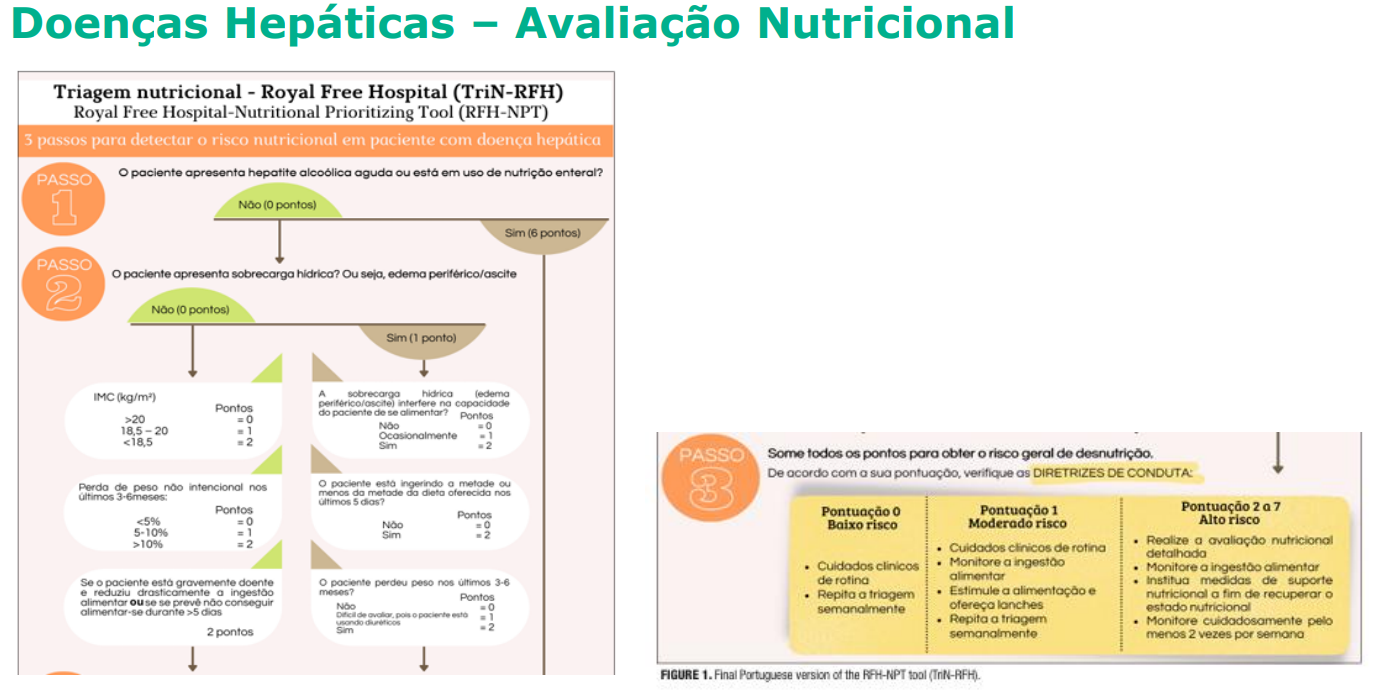 Doenças Hepáticas – Avaliação Nutricional
Triagem nutricional - Royal Free Hospital (TriN-RFH)
Royal Free Hospital-Nutritional Prioritizing Tool (RFH-NPT)
3 passos para detectar o risco nutricional em paciente com doença hepática
PASSO
1
O paciente apresenta hepatite alcoólica aguda ou está em uso de nutrição enteral?
Não (0 pontos)
Sim (6 pontos)
PASSO
2
O paciente apresenta sobrecarga hídrica? Ou seja, edema periférico/ascite
Não (0 pontos)
Sim (1 ponto)
IMC (kg/m²)
Pontos
>20 = 0
18,5 – 20 = 1
<18,5 = 2
Perda de peso não intencional nos
últimos 3-6meses:
Pontos
<5% = 0
5-10% = 1
>10% = 2
Se o paciente está gravemente doente
e reduziu drasticamente a ingestão
alimentar ou se se prevê não conseguir
alimentar-se durante >5 dias
2 pontos
A sobrecarga hídrica (edema
periférico/ascite) interfere na capacidade
do paciente de se alimentar? Pontos
Não = 0
Ocasionalmente = 1
Sim = 2
O paciente está ingerindo a metade ou
menos da metade da dieta oferecida nos
últimos 5 dias?
Pontos
Não = 0
Sim = 2
O paciente perdeu peso nos últimos 3-6
meses?
Pontos
Não = 0
Difícil de avaliar, pois o paciente está
usando diuréticos = 1
Sim = 2
PASSO
3
Some todos os pontos para obter o risco geral de desnutrição.
De acordo com a sua pontuação, verifique as DIRETRIZES DE CONDUTA:
Pontuação 0
Baixo risco
• Cuidados clínicos
de rotina
• Repita a triagem
semanalmente
Pontuação 1
Moderado risco
• Cuidados clínicos de rotina
• Monitore a ingestão
alimentar
• Estimule a alimentação e
ofereça lanches
• Repita a triagem
semanalmente
Pontuação 2 a 7
Alto risco
• Realize a avaliação nutricional
detalhada
• Monitore a ingestão alimentar
• Institua medidas de suporte
nutricional a fim de recuperar o
estado nutricional
• Monitore cuidadosamente pelo
menos 2 vezes por semana
FIGURE 1. Final Portuguese version of the RFH-NPT tool (TriN-RFH).